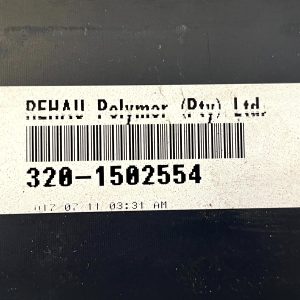 REHAU Polymer (Pty) Ltd.
320-1502554
017 07 11 03:31 AM